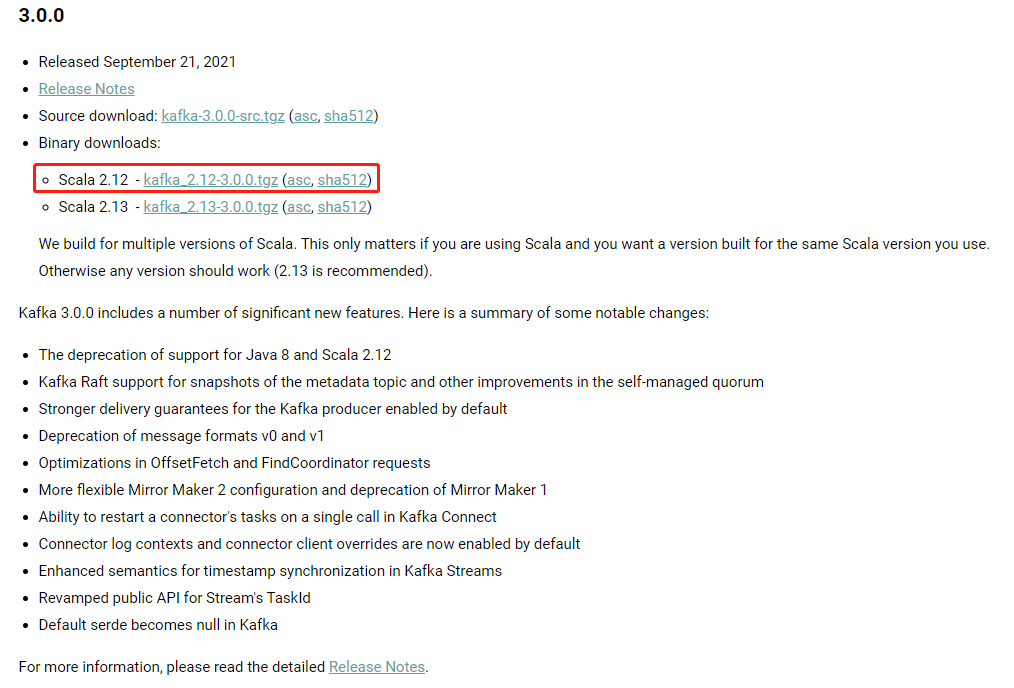 3.0.0
Released September 21, 2021
Release Notes
Source download: kafka-3.0.0-src.tgz (asc, sha512)
Binary downloads:
Scala 2.12 - kafka_2.12-3.0.0.tgz (asc, sha512)
Scala 2.13 - kafka_2.13-3.0.0.tgz (asc, sha512)
We build for multiple versions of Scala. This only matters if you are using Scala and you want a version built for the same Scala version you use.
Otherwise any version should work (2.13 is recommended).
Kafka 3.0.0 includes a number of significant new features. Here is a summary of some notable changes:
The deprecation of support for Java 8 and Scala 2.12
Kafka Raft support for snapshots of the metadata topic and other improvements in the self-managed quorum
Stronger delivery guarantees for the Kafka producer enabled by default
Deprecation of message formats v0 and v1
Optimizations in OffsetFetch and FindCoordinator requests
More flexible Mirror Maker 2 configuration and deprecation of Mirror Maker 1
Ability to restart a connector's tasks on a single call in Kafka Connect
Connector log contexts and connector client overrides are now enabled by default
Enhanced semantics for timestamp synchronization in Kafka Streams
Revamped public API for Stream's TaskId
Default serde becomes null in Kafka
For more information, please read the detailed Release Notes.